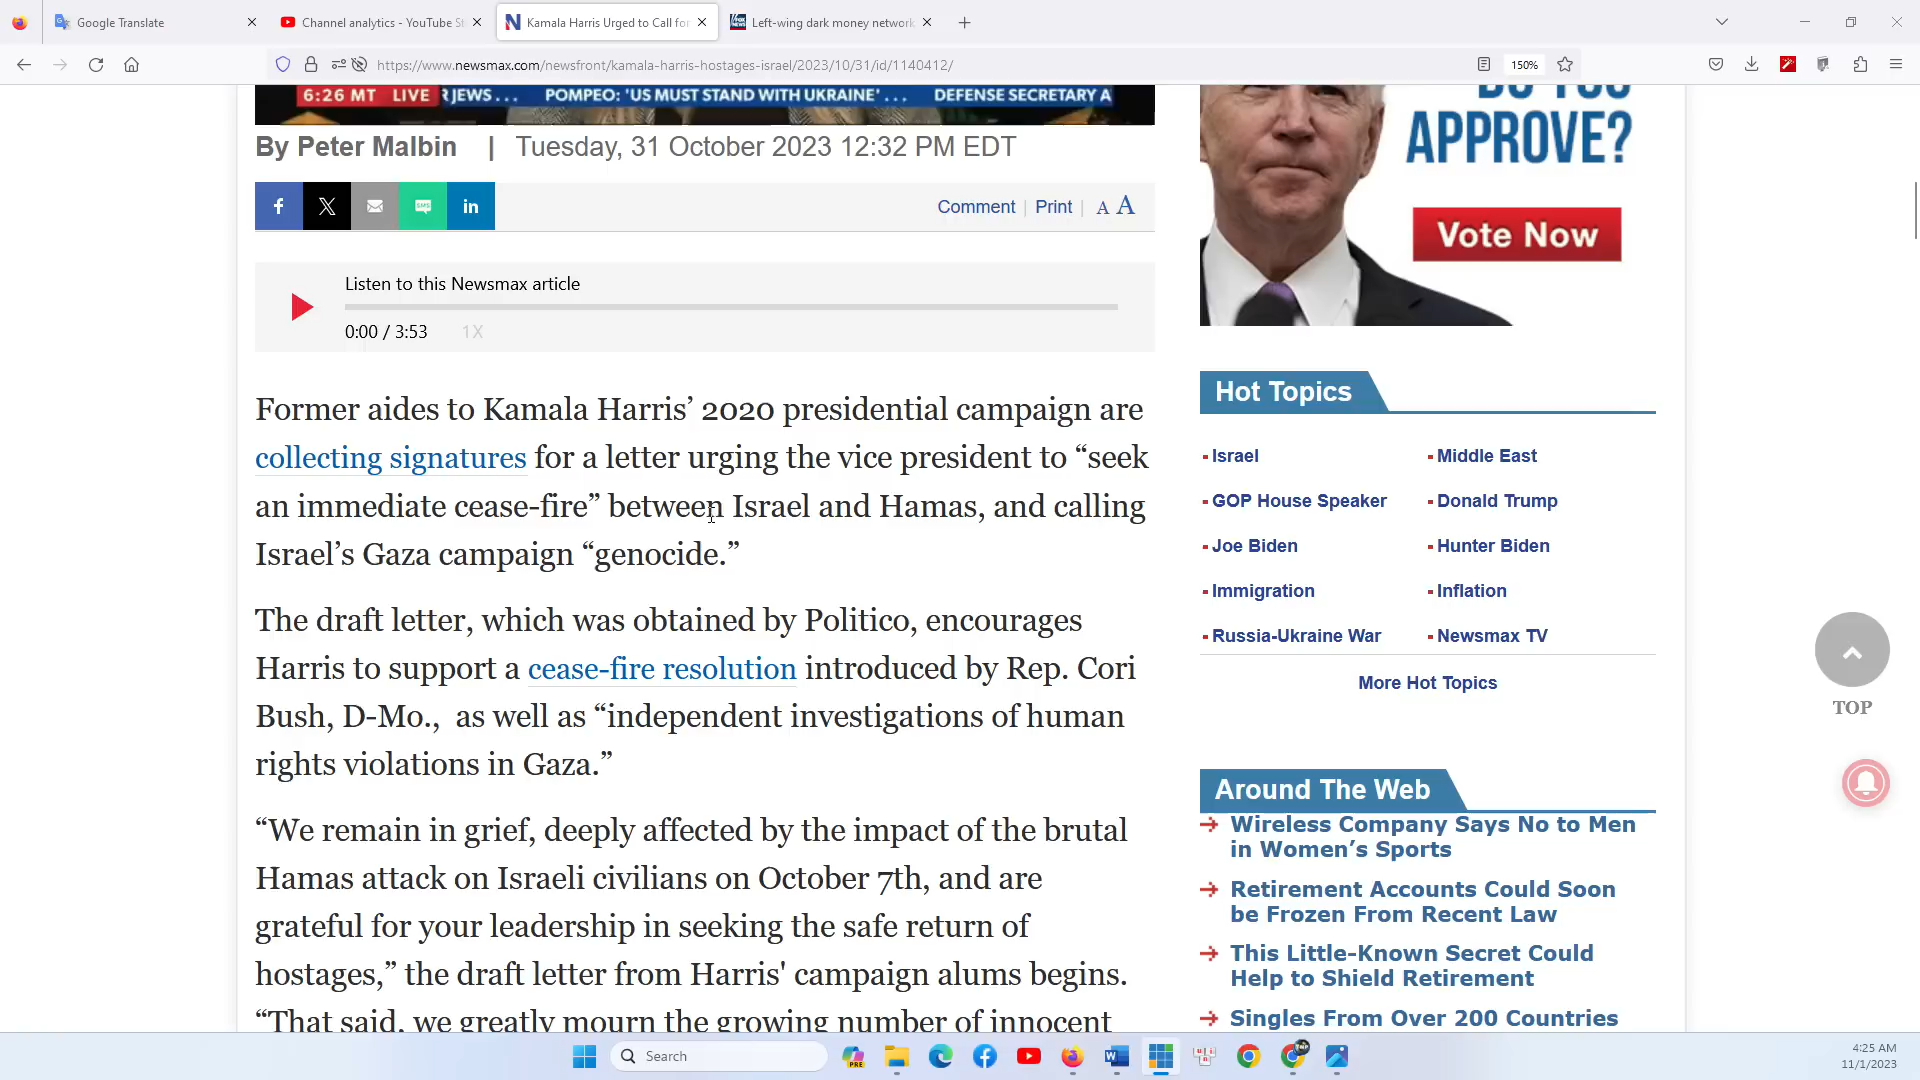 Google Translate
Channel analytics - YouTube St
Kamala Harris Urged to Call for
Left-wing dark money network
https://www.newsmax.com/newsfront/kamala-harris-hostages-israel/2023/10/31/id/1140412/
150%
6:26 MT LIVE JEWS . . . POMPEO: 'US MUST STAND WITH UKRAINE' . . . DEFENSE SECRETARY A
DO YOU
APPROVE?
Vote Now
By Peter Malbin | Tuesday, 31 October 2023 12:32 PM EDT
f X SMS in
Comment | Print | A A
Listen to this Newsmax article
0:00 / 3:53 1X
Former aides to Kamala Harris’ 2020 presidential campaign are
collecting signatures for a letter urging the vice president to “seek
an immediate cease-fire” between Israel and Hamas, and calling
Israel’s Gaza campaign “genocide.”
The draft letter, which was obtained by Politico, encourages
Harris to support a cease-fire resolution introduced by Rep. Cori
Bush, D-Mo., as well as “independent investigations of human
rights violations in Gaza.”
“We remain in grief, deeply affected by the impact of the brutal
Hamas attack on Israeli civilians on October 7th, and are
grateful for your leadership in seeking the safe return of
hostages,” the draft letter from Harris' campaign alums begins.
“That said, we greatly mourn the growing number of innocent
Hot Topics
Israel
Middle East
GOP House Speaker
Donald Trump
Joe Biden
Hunter Biden
Immigration
Inflation
Russia-Ukraine War
Newsmax TV
More Hot Topics
Around The Web
Wireless Company Says No to Men
in Women’s Sports
Retirement Accounts Could Soon
be Frozen From Recent Law
This Little-Known Secret Could
Help to Shield Retirement
Singles From Over 200 Countries
TOP
Search
PRE
4:25 AM
11/1/2023